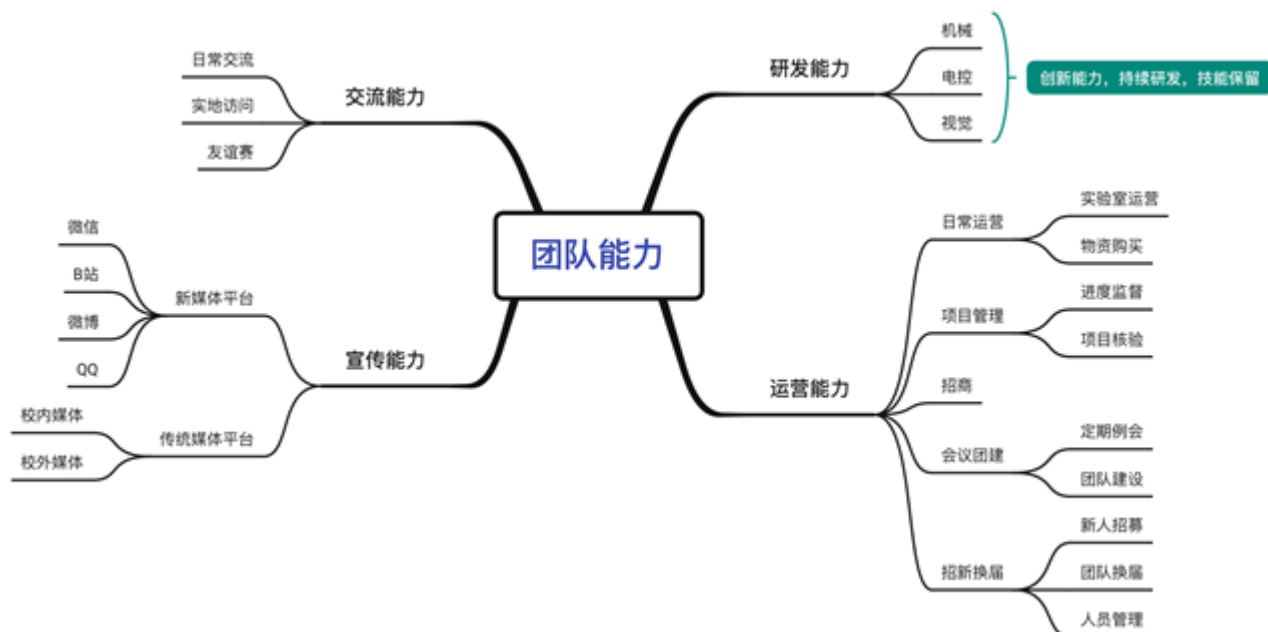 团队能力
研发能力
机械
电控
视觉
创新能力，持续研发，技能保留
运营能力
日常运营
实验室运营
物资购买
项目管理
进度监督
项目核验
招商
会议团建
定期例会
团队建设
招新换届
新人招募
团队换届
人员管理
交流能力
日常交流
实地访问
友谊赛
宣传能力
新媒体平台
微信
B站
微博
QQ
传统媒体平台
校内媒体
校外媒体